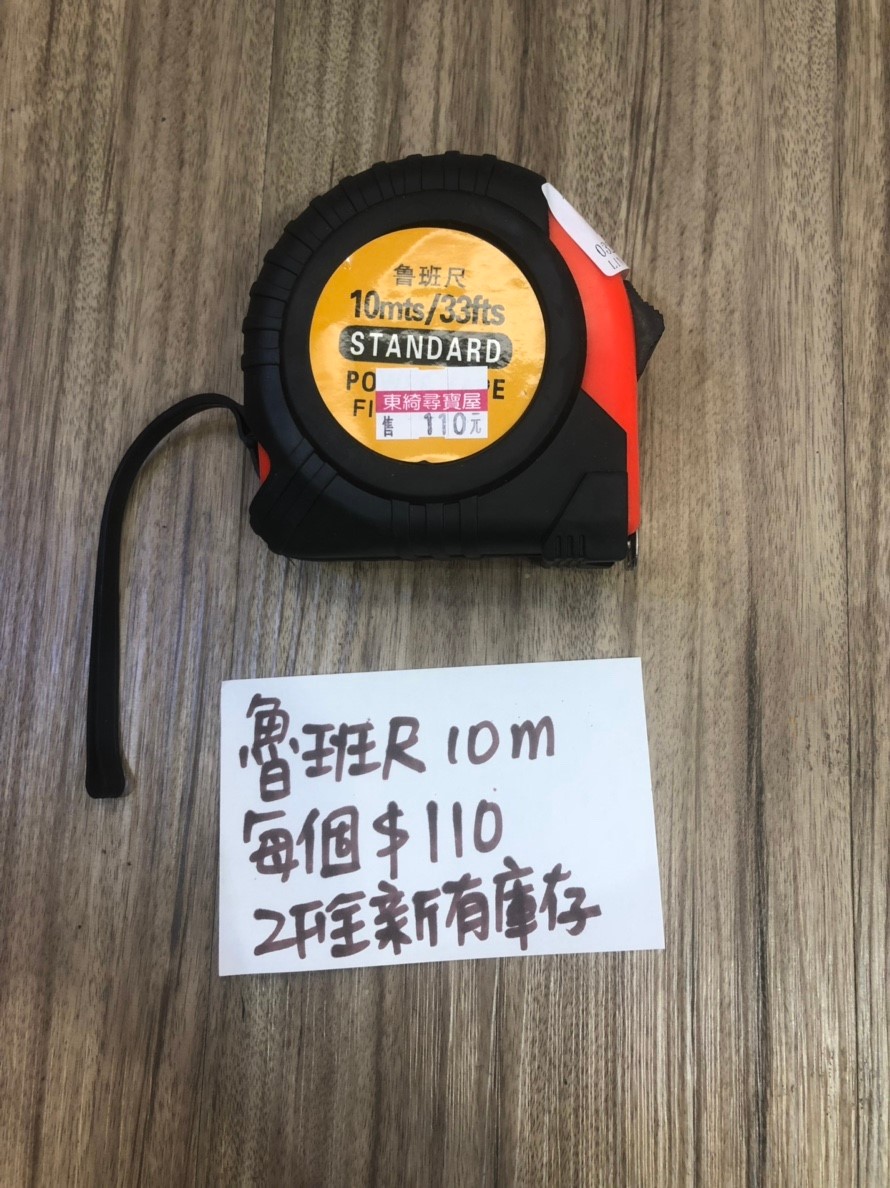 魯班尺
10mts/33fts
STANDARD
東綺尋寶屋
售 110元
魯班尺 10m
每個 $110
2F全新有庫存